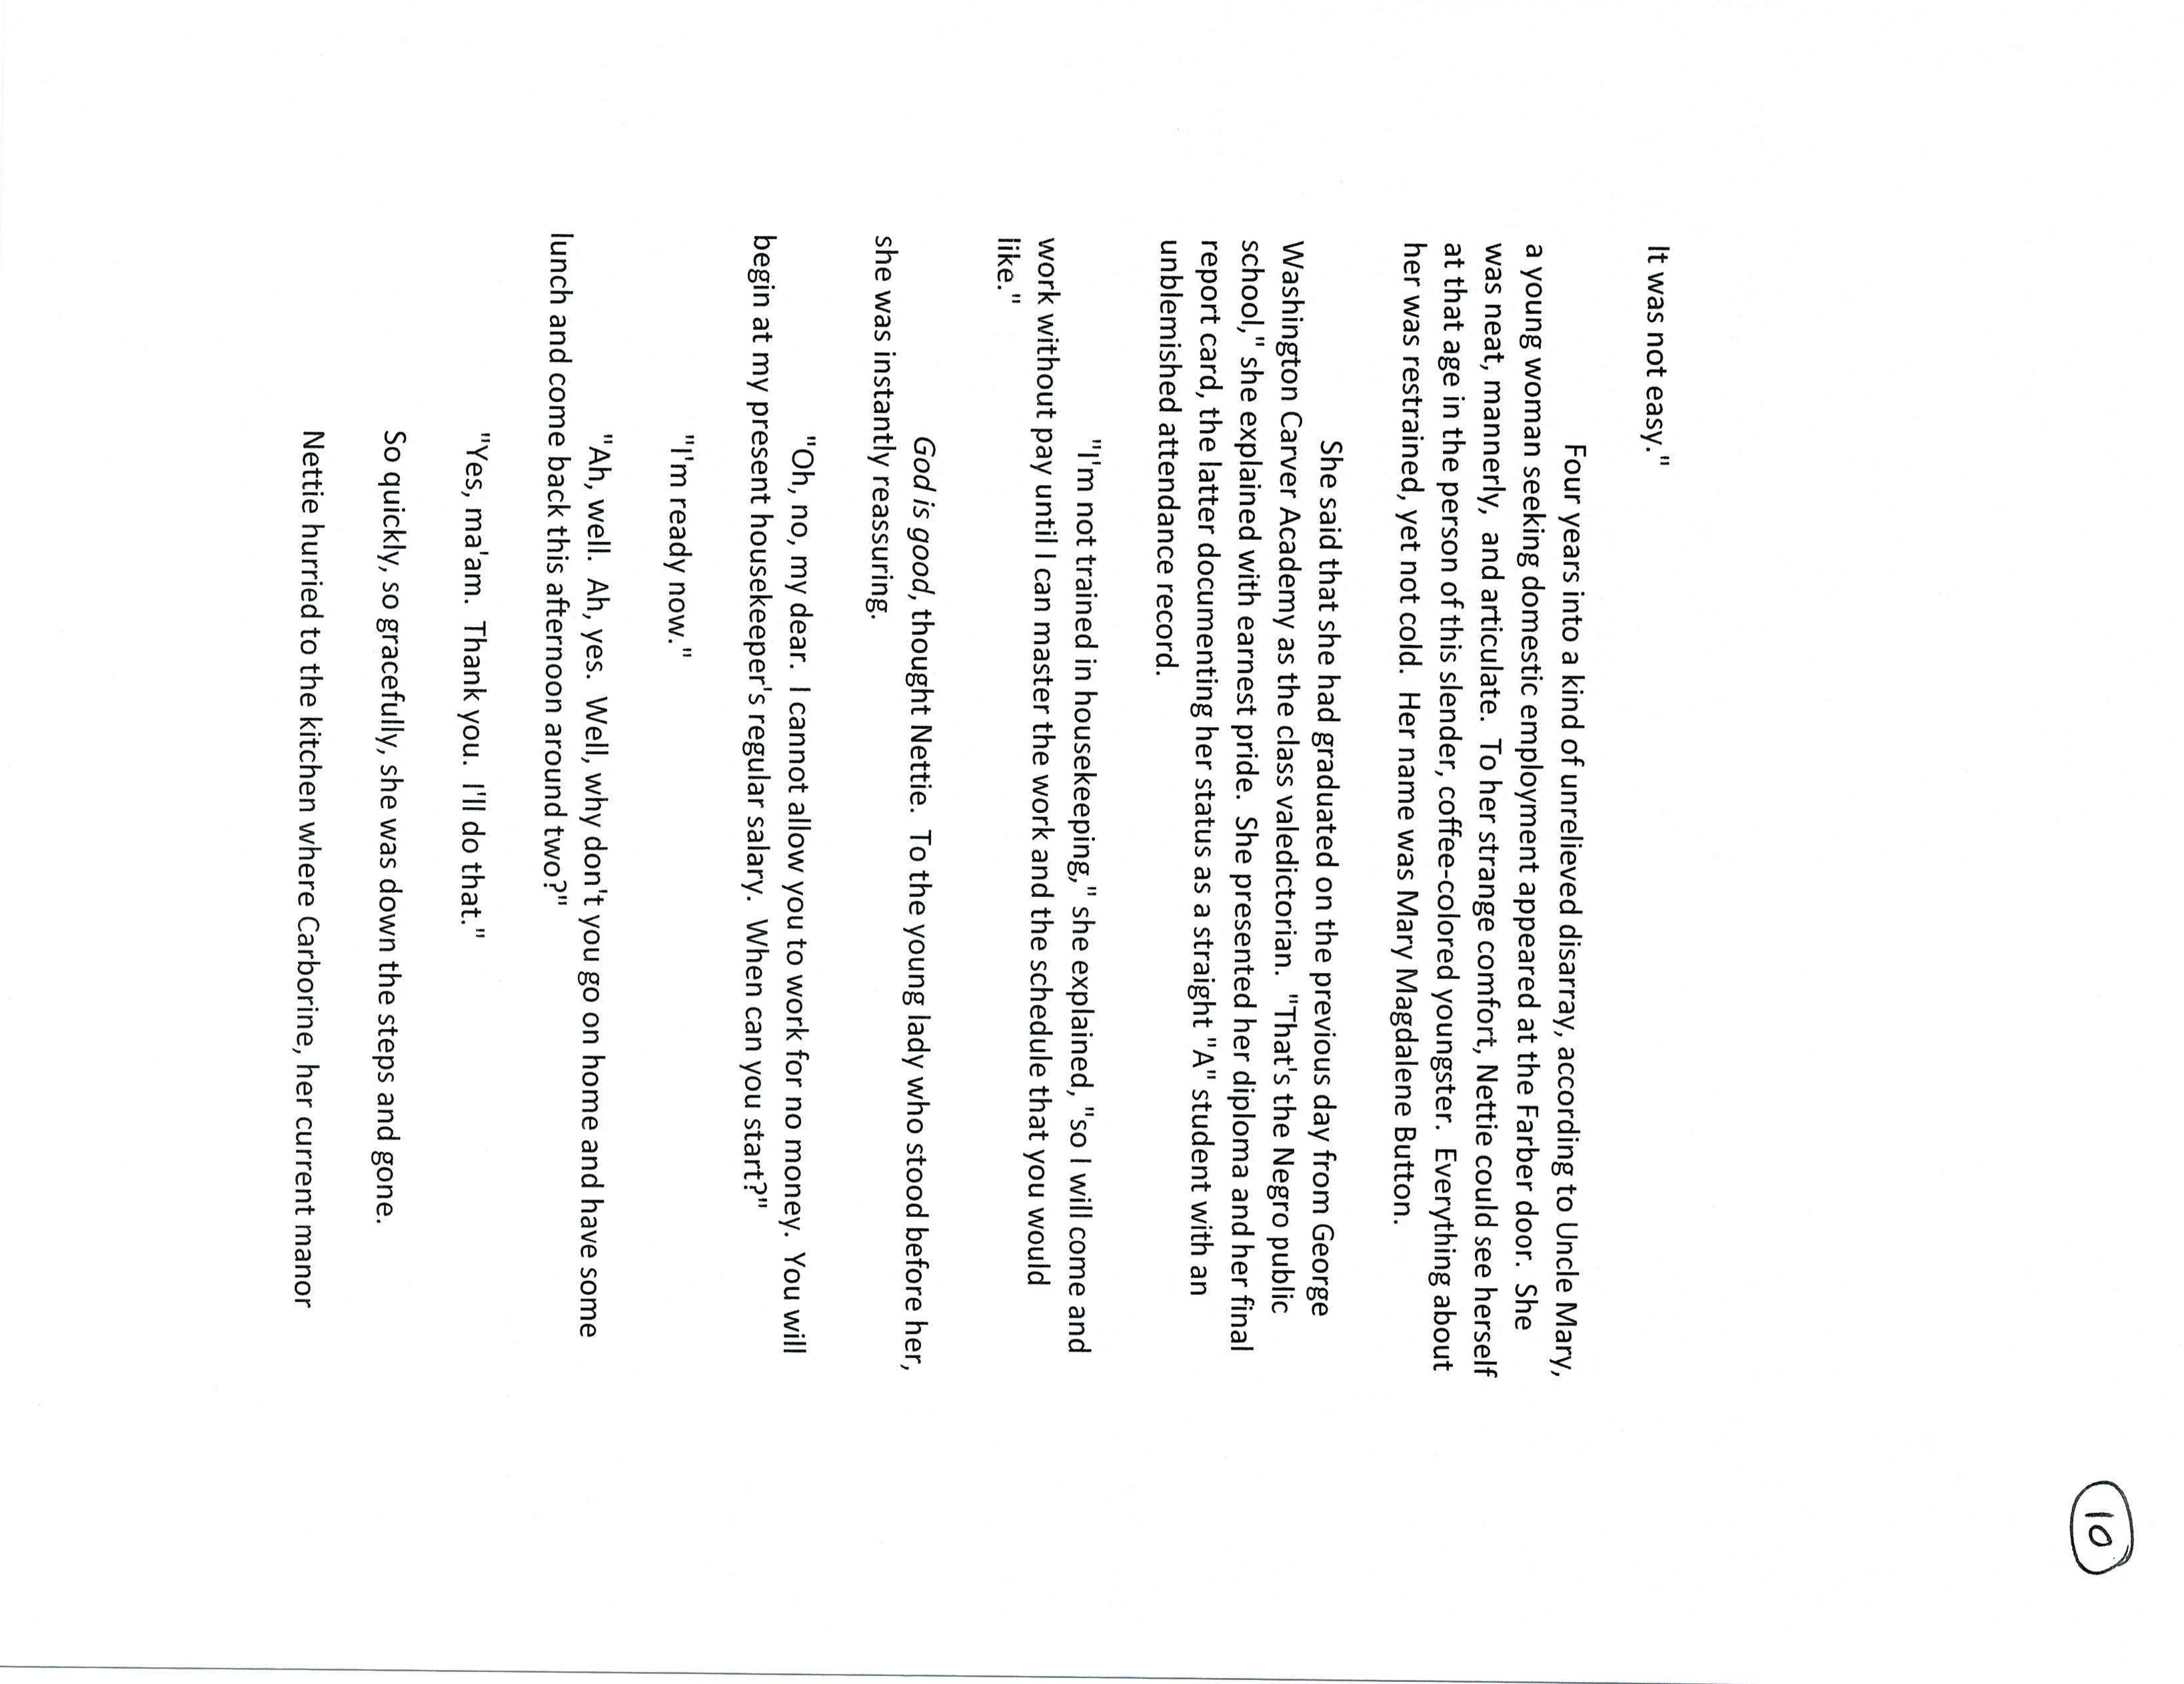 10
It was not easy."
Four years into a kind of unrelieved disarray, according to Uncle Mary,
a young woman seeking domestic employment appeared at the Farber door.  She
was neat, mannerly,  and articulate.  To her strange comfort, Nettie could see herself
at that age in the person of this slender, coffee-colored youngster.  Everything about
her was restrained, yet not cold.  Her name was Mary Magdalene Button.
She said that she had graduated on the previous day from George
Washington Carver Academy as the class valedictorian.  "That's the Negro public
school," she explained with earnest pride.  She presented her diploma and her final
report card, the latter documenting her status as a straight "A" student with an
unblemished attendance record.
"I'm not trained in housekeeping," she explained, "so I will come and
work without pay until I can master the work and the schedule that you would
like."
God is good, thought Nettie.  To the young lady who stood before her,
she was instantly reassuring.
"Oh, no, my dear.  I cannot allow you to work for no money.  You will
begin at my present housekeeper's regular salary.  When can you start?"
"I'm ready now."
"Ah, well.  Ah, yes.  Well, why don't you go on home and have some
lunch and come back this afternoon around two?"
"Yes, ma'am.  Thank you.  I'll do that."
So quickly, so gracefully, she was down the steps and gone.
Nettie hurried to the kitchen where Carborine, her current manor